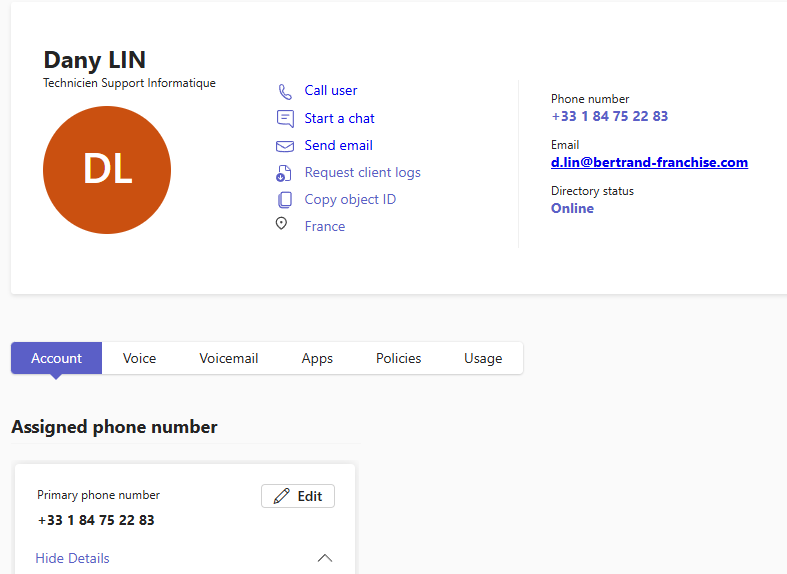 Dany LIN
Technicien Support Informatique
DL
Call user
Start a chat
Send email
Request client logs
Copy object ID
France
Phone number
+33 1 84 75 22 83
Email
d.lin@bertrand-franchise.com
Directory status
Online
Account Voice Voicemail Apps Policies Usage
Assigned phone number
Primary phone number
Edit
+33 1 84 75 22 83
Hide Details